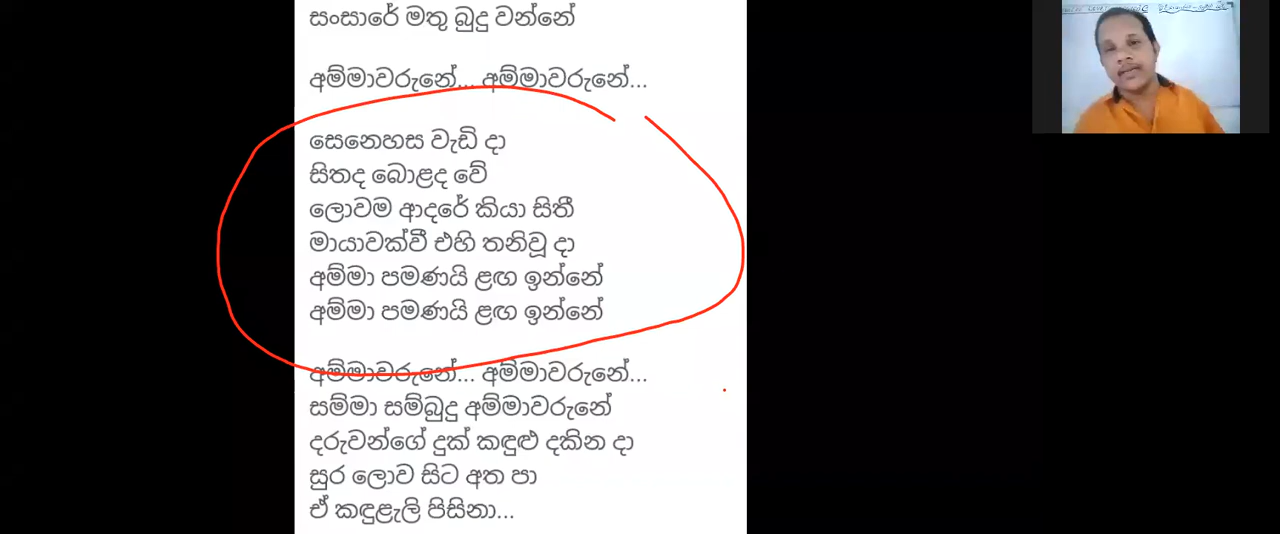 සංසාරේ මතු බුදු වන්නේ
අම්මාවරුනේ... අම්මාවරුනේ...
සෙනෙහස වැඩි දා
සිතද බොළඳ වේ
ලොවම ආදරේ කියා සිතී
මායාවක්වී එහි තනිවූ දා
අම්මා පමණයි ළඟ ඉන්නේ
අම්මා පමණයි ළඟ ඉන්නේ
අම්මාවරුනේ... අම්මාවරුනේ...
සම්මා සම්බුදු අම්මාවරුනේ
දරුවන්ගේ දුක් කඳුළු දකින දා
සුර ලොව සිට අත පා
ඒ කඳුළැලි පිසිනා...